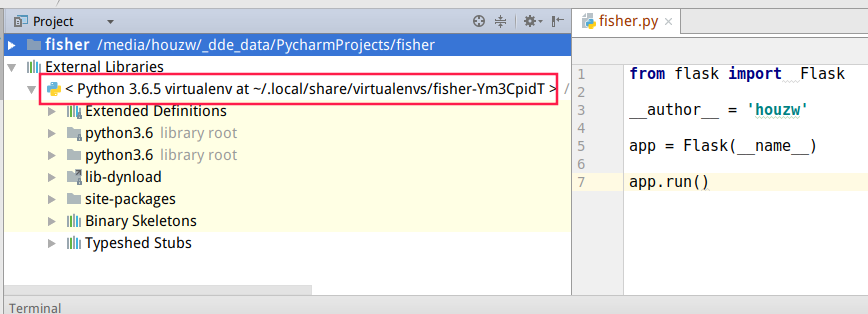 Project
fisher /media/houzw/_dde_data/PycharmProjects/fisher
External Libraries
< Python 3.6.5 virtualenv at ~/.local/share/virtualenvs/fisher-Ym3CpidT > /
Extended Definitions
python3.6 library root
python3.6 library root
lib-dynload
site-packages
Binary Skeletons
Typeshed Stubs
fisher.py ×
1 from flask import Flask
2
3 __author__ = 'houzw'
4
5 app = Flask(__name__)
6
7 app.run()
Terminal